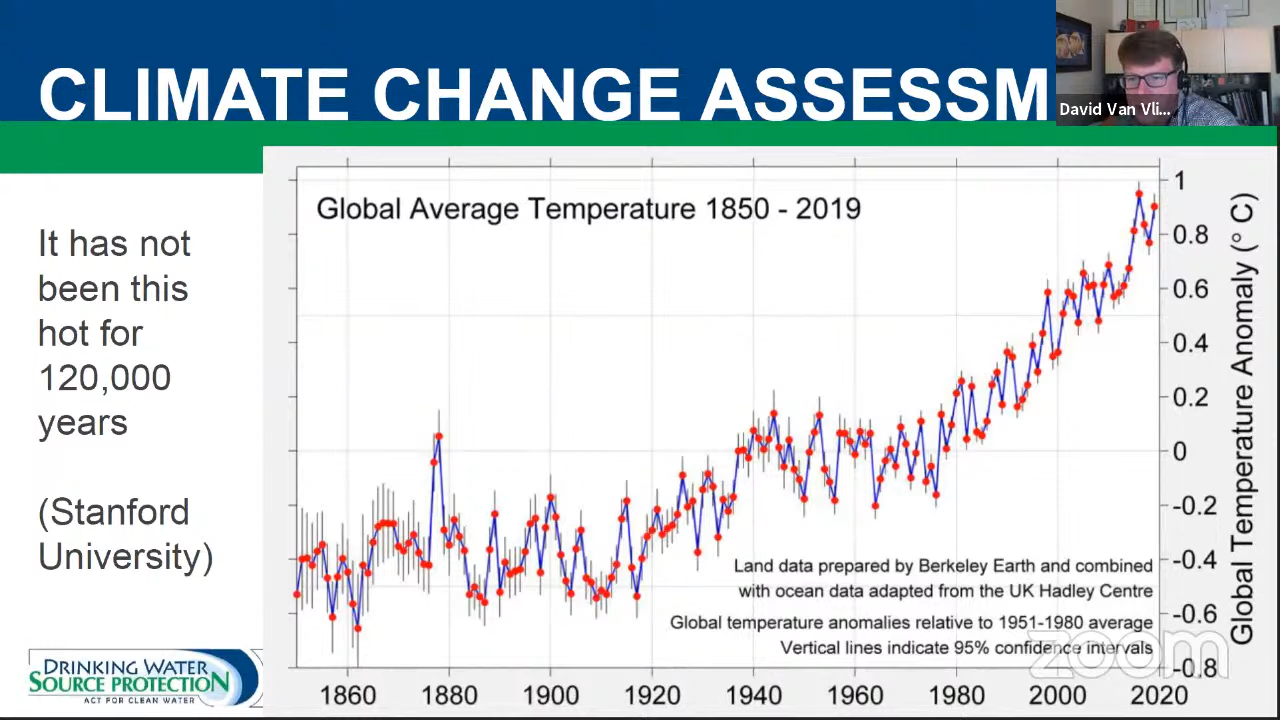 CLIMATE CHANGE ASSESSM
David Van Vli...
It has not
been this
hot for
120,000
years
(Stanford
University)
Global Average Temperature 1850 - 2019
1
0.8
0.6
0.4
0.2
0
-0.2
-0.4
-0.6
-0.8
Global Temperature Anomaly (° C)
Land data prepared by Berkeley Earth and combined
with ocean data adapted from the UK Hadley Centre
Global temperature anomalies relative to 1951-1980 average
Vertical lines indicate 95% confidence intervals
zoom
1860 1880 1900 1920 1940 1960 1980 2000 2020
DRINKING WATER
SOURCE PROTECTION
ACT FOR CLEAN WATER